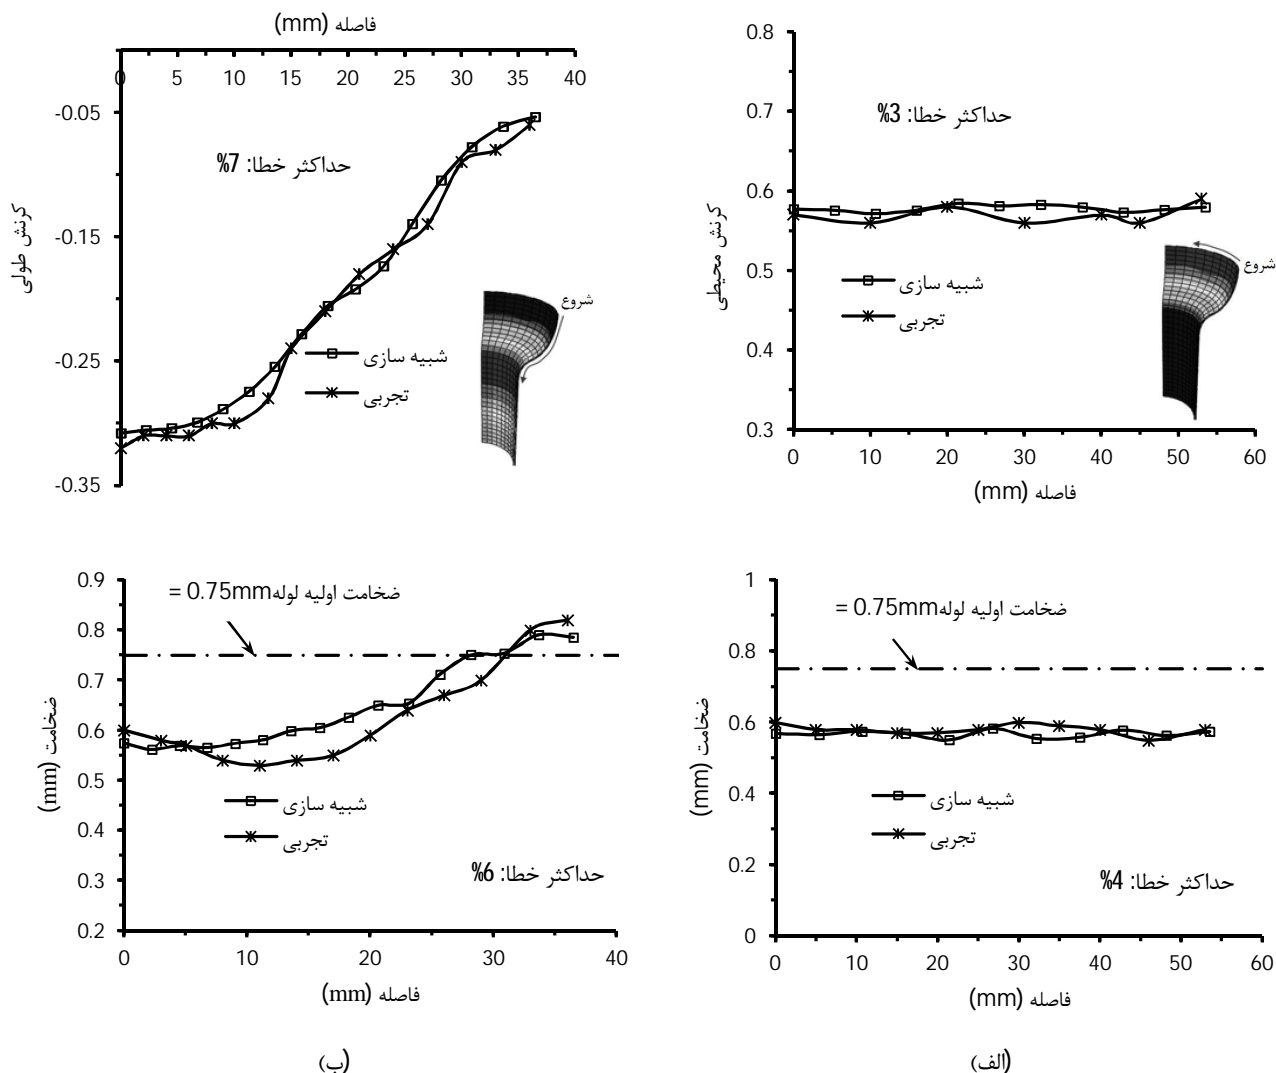 فاصله (mm)
0 5 10 15 20 25 30 35 40
-0.05
-0.15
-0.25
-0.35
کرنش طولی
حداکثر خطا: 7%
شروع
شبیه سازی
تجربی
0.8
0.7
0.6
0.5
0.4
0.3
کرنش محیطی
حداکثر خطا: 3%
شروع
شبیه سازی
تجربی
0 10 20 30 40 50 60
فاصله (mm)
0.9
0.8
0.7
0.6
0.5
0.4
0.3
0.2
ضخامت (mm)
ضخامت اولیه لوله 0.75mm =
شبیه سازی
تجربی
حداکثر خطا: 6%
0 10 20 30 40
فاصله (mm)
(ب)
1
0.8
0.6
0.4
0.2
0
ضخامت (mm)
ضخامت اولیه لوله 0.75mm =
شبیه سازی
تجربی
حداکثر خطا: 4%
0 10 20 30 40 50 60
فاصله (mm)
(الف)